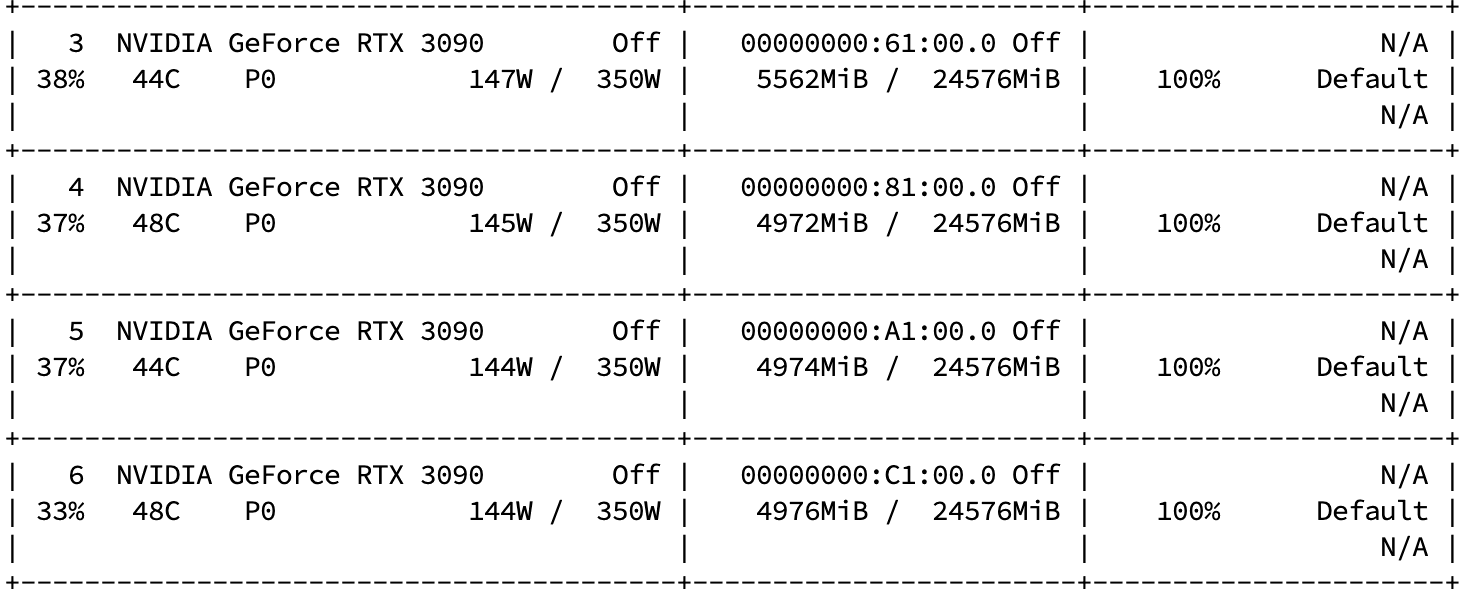 +-----------------------------------------+------------------------+----------------------+
|   3  NVIDIA GeForce RTX 3090        Off |   00000000:61:00.0 Off |                  N/A |
| 38%   44C    P0            147W /  350W |    5562MiB /  24576MiB |    100%      Default |
|                                         |                        |                  N/A |
+-----------------------------------------+------------------------+----------------------+
|   4  NVIDIA GeForce RTX 3090        Off |   00000000:81:00.0 Off |                  N/A |
| 37%   48C    P0            145W /  350W |    4972MiB /  24576MiB |    100%      Default |
|                                         |                        |                  N/A |
+-----------------------------------------+------------------------+----------------------+
|   5  NVIDIA GeForce RTX 3090        Off |   00000000:A1:00.0 Off |                  N/A |
| 37%   44C    P0            144W /  350W |    4974MiB /  24576MiB |    100%      Default |
|                                         |                        |                  N/A |
+-----------------------------------------+------------------------+----------------------+
|   6  NVIDIA GeForce RTX 3090        Off |   00000000:C1:00.0 Off |                  N/A |
| 33%   48C    P0            144W /  350W |    4976MiB /  24576MiB |    100%      Default |
|                                         |                        |                  N/A |
+-----------------------------------------+------------------------+----------------------+